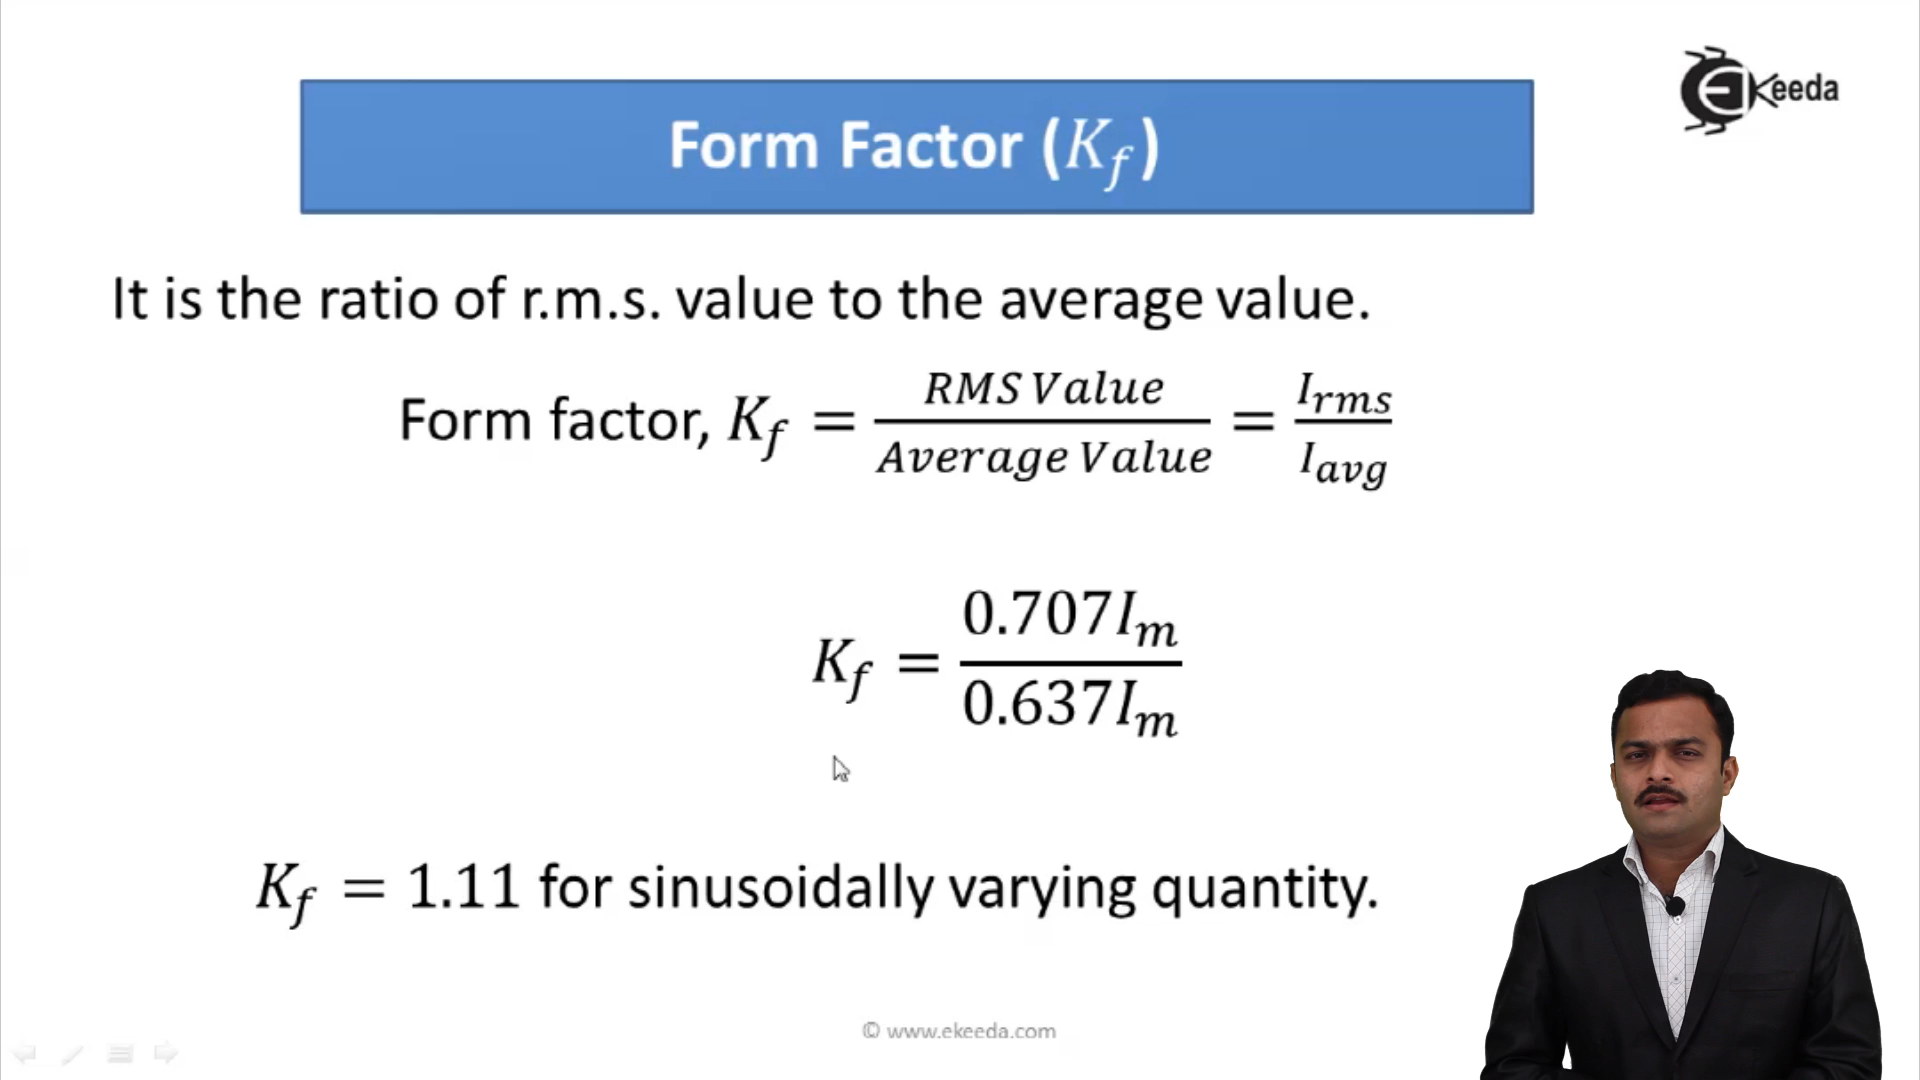 Ekeeda
Form Factor (K_f)
It is the ratio of r.m.s. value to the average value.
Form factor, K_f = RMS Value / Average Value = I_rms / I_avg
K_f = 0.707I_m / 0.637I_m
K_f = 1.11 for sinusoidally varying quantity.
© www.ekeeda.com